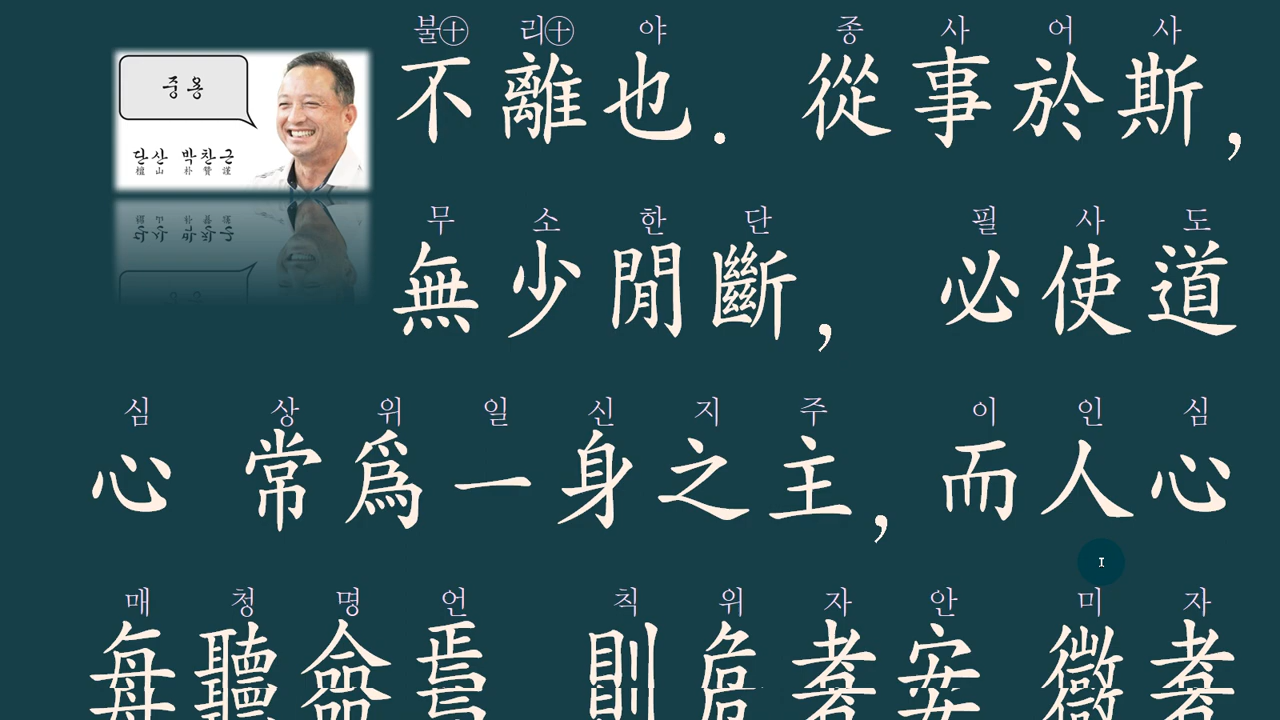 중용
단산 박찬근
檀山 朴贊謹
불㊉ 리㊉ 야 종 사 어 사
不離也. 從事於斯,
무 소 한 단 필 사 도
無少閒斷, 必使道
심 상 위 일 신 지 주 이 인 심
心 常爲一身之主, 而人心
매 청 명 언 칙 위 자 안 미 자
每聽命焉 則危者安 微者